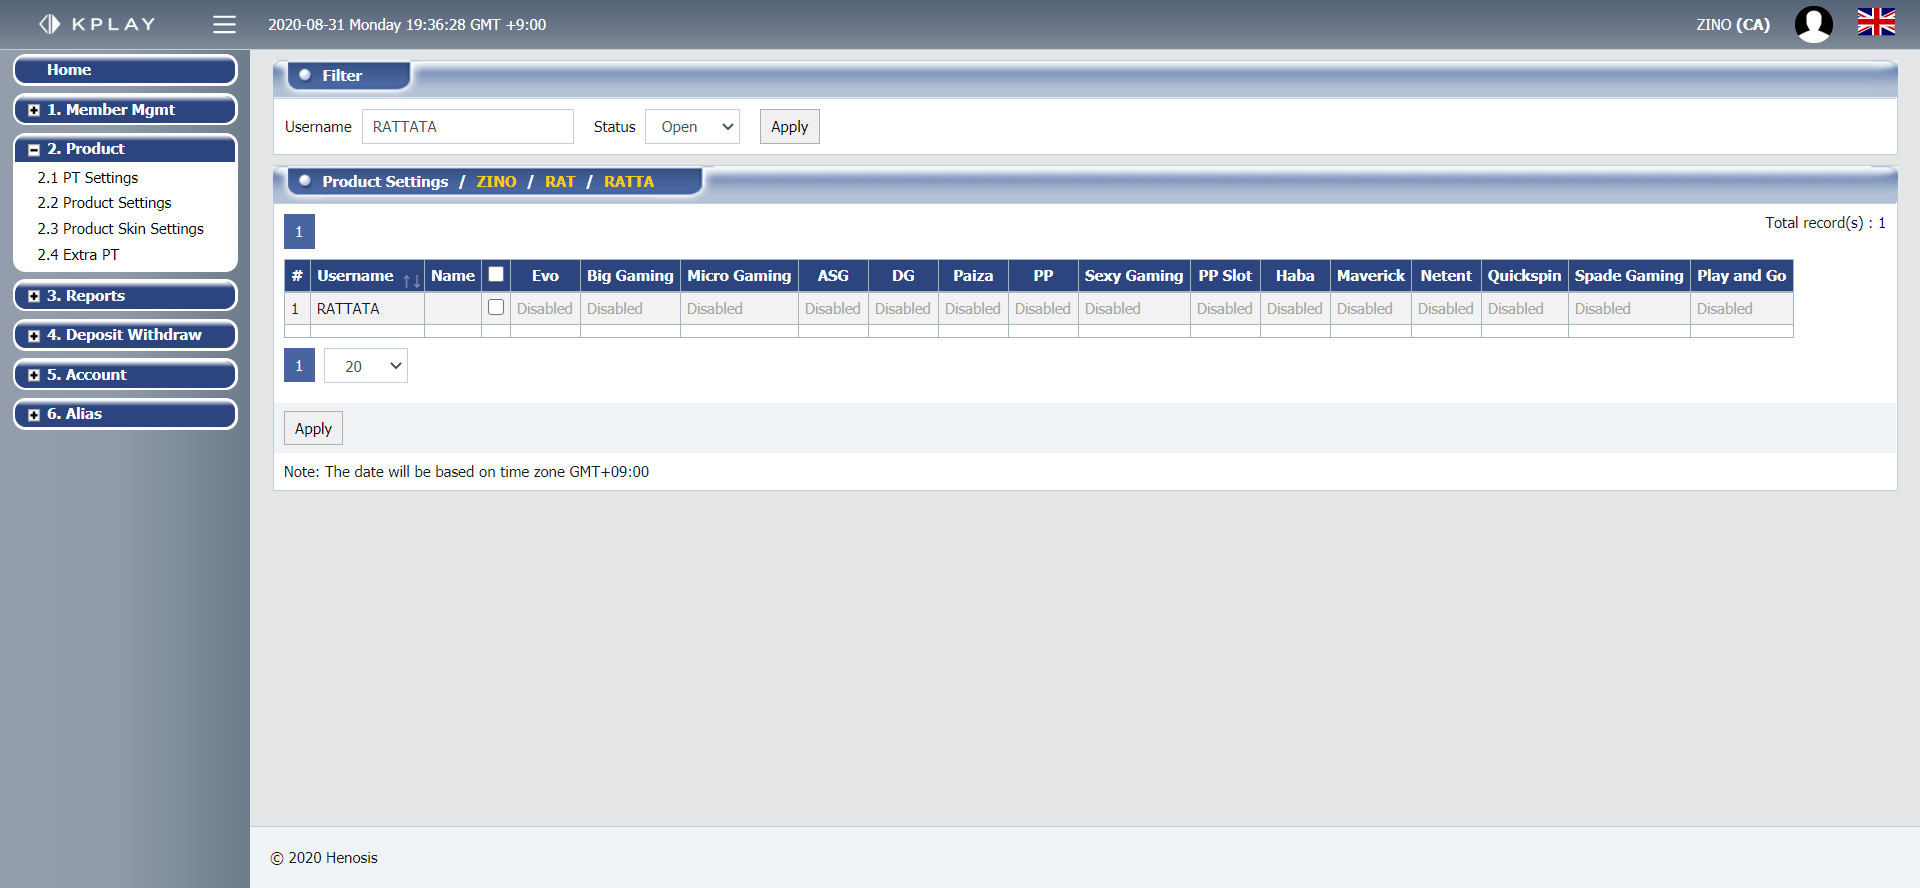 KPLAY
2020-08-31 Monday 19:36:28 GMT +9:00
ZINO (CA)
Home
1. Member Mgmt
2. Product
2.1 PT Settings
2.2 Product Settings
2.3 Product Skin Settings
2.4 Extra PT
3. Reports
4. Deposit Withdraw
5. Account
6. Alias
Filter
Username RATTATA Status Open Apply
Product Settings / ZINO / RAT / RATTA
1
Total record(s) : 1
# Username Name Evo Big Gaming Micro Gaming ASG DG Paiza PP Sexy Gaming PP Slot Haba Maverick Netent Quickspin Spade Gaming Play and Go
1 RATTATA Disabled Disabled Disabled Disabled Disabled Disabled Disabled Disabled Disabled Disabled Disabled Disabled Disabled Disabled Disabled
1 20
Apply
Note: The date will be based on time zone GMT+09:00
© 2020 Henosis